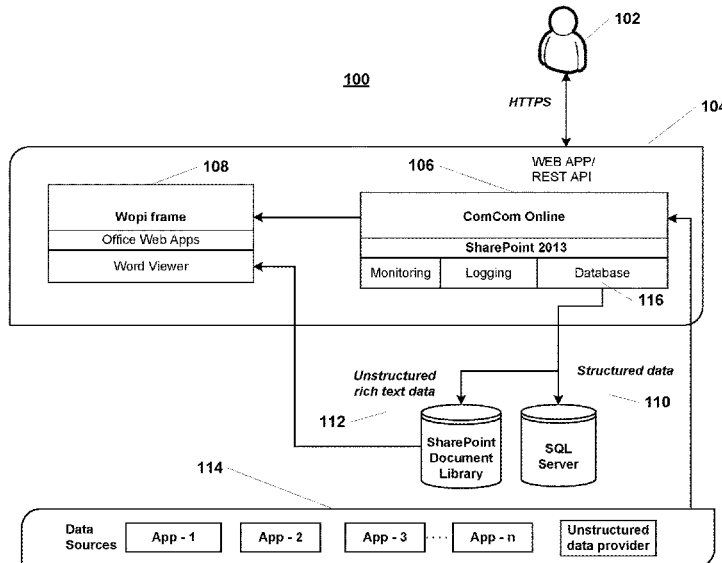 102
100
HTTPS
104
WEB APP/
REST API
108
106
Wopi frame
Office Web Apps
Word Viewer
ComCom Online
SharePoint 2013
Monitoring
Logging
Database
116
Unstructured
rich text data
Structured data
112
110
SharePoint
Document
Library
SQL
Server
114
Data
Sources
App - 1
App - 2
App - 3
App - n
Unstructured
data provider